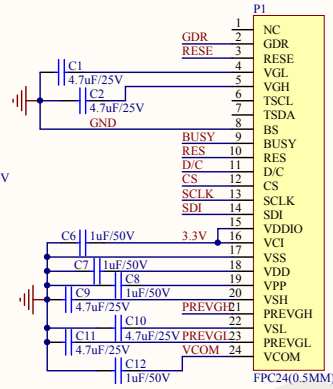 P1
1 NC
GDR 2 GDR
RESE 3 RESE
C1 4 VGL
4.7uF/25V 5 VGH
C2 6 TSCL
4.7uF/25V 7 TSDA
GND 8 BS
BUSY 9 BUSY
RES 10 RES
D/C 11 D/C
CS 12 CS
SCLK 13 SCLK
SDI 14 SDI
V
15 VDDIO
C6 1uF/50V 3.3V 16 VCI
17 VSS
C7 1uF/50V 18 VDD
C8 19 VPP
C9 1uF/50V 20 VSH
4.7uF/25V PREVGH 21 PREVGH
C10 22 VSL
C11 4.7uF/25V PREVGL 23 PREVGL
4.7uF/25V VCOM 24 VCOM
C12
1uF/50V FPC24(0.5MM)